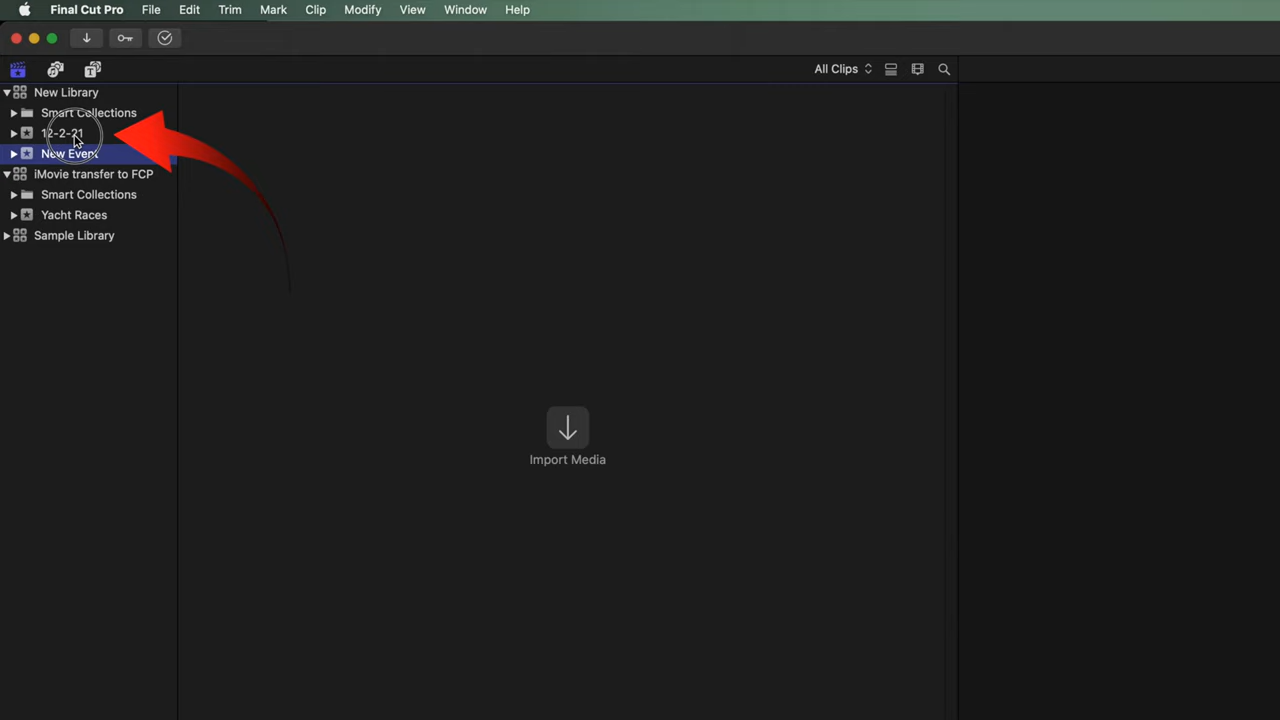 Final Cut Pro File Edit Trim Mark Clip Modify View Window Help
All Clips
New Library
Smart Collections
12-2-21
New Event
iMovie transfer to FCP
Smart Collections
Yacht Races
Sample Library
Import Media